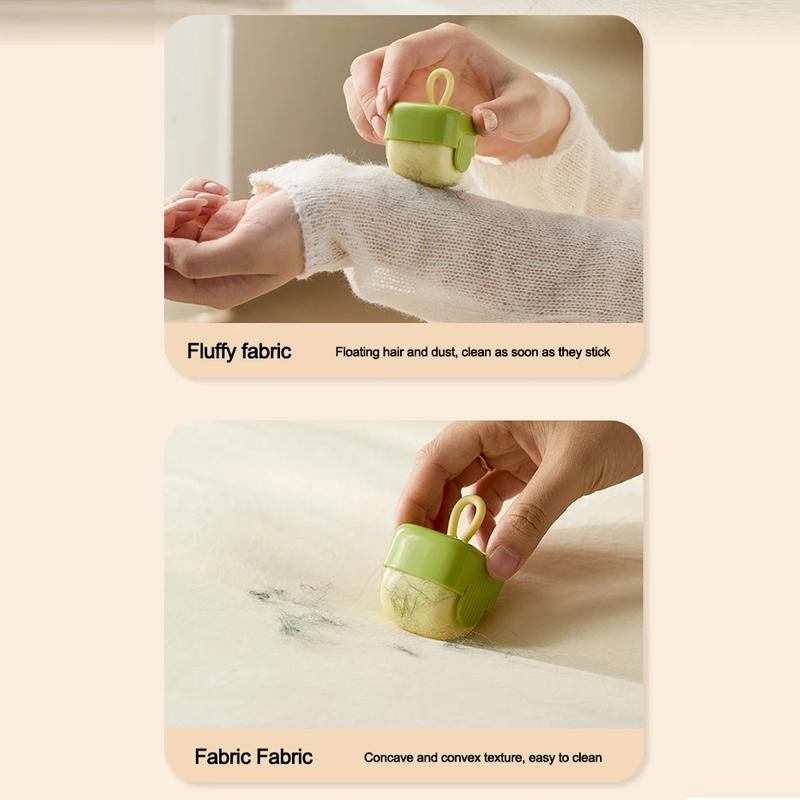 Fluffy fabric
Floating hair and dust, clean as soon as they stick
Fabric Fabric
Concave and convex texture, easy to clean